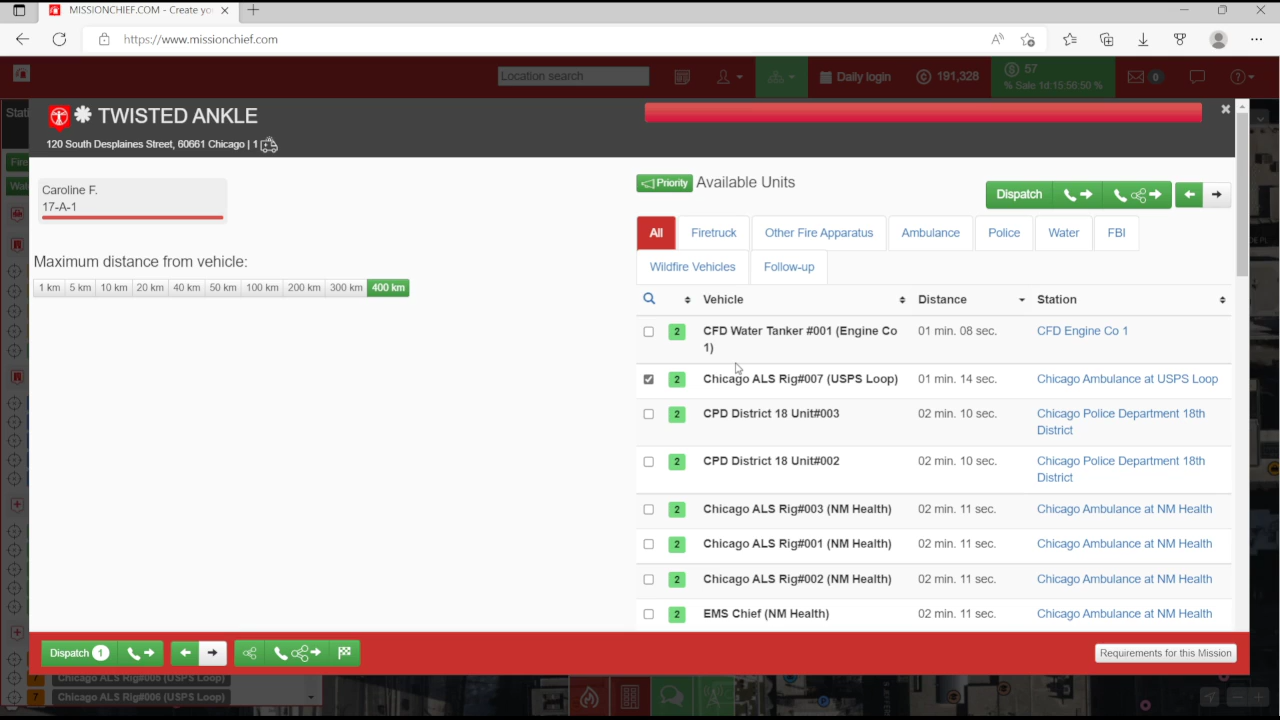 MISSIONCHIEF.COM - Create yo
https://www.missionchief.com
Location search
Daily login
191,328
57
% Sale 1d:15:56:50 %
0
?
Stati
TWISTED ANKLE
120 South Desplaines Street, 60661 Chicago | 1
Fire
Wat
Caroline F.
17-A-1
Maximum distance from vehicle:
1 km 5 km 10 km 20 km 40 km 50 km 100 km 200 km 300 km 400 km
Priority Available Units
Dispatch
All Firetruck Other Fire Apparatus Ambulance Police Water FBI
Wildfire Vehicles Follow-up
Vehicle Distance Station
2 CFD Water Tanker #001 (Engine Co 01 min. 08 sec. CFD Engine Co 1
1)
2 Chicago ALS Rig#007 (USPS Loop) 01 min. 14 sec. Chicago Ambulance at USPS Loop
2 CPD District 18 Unit#003 02 min. 10 sec. Chicago Police Department 18th
District
2 CPD District 18 Unit#002 02 min. 10 sec. Chicago Police Department 18th
District
2 Chicago ALS Rig#003 (NM Health) 02 min. 11 sec. Chicago Ambulance at NM Health
2 Chicago ALS Rig#001 (NM Health) 02 min. 11 sec. Chicago Ambulance at NM Health
2 Chicago ALS Rig#002 (NM Health) 02 min. 11 sec. Chicago Ambulance at NM Health
2 EMS Chief (NM Health) 02 min. 11 sec. Chicago Ambulance at NM Health
Dispatch 1
Requirements for this Mission
Chicago ALS Rig#005 (USPS Loop)
7 Chicago ALS Rig#006 (USPS Loop)